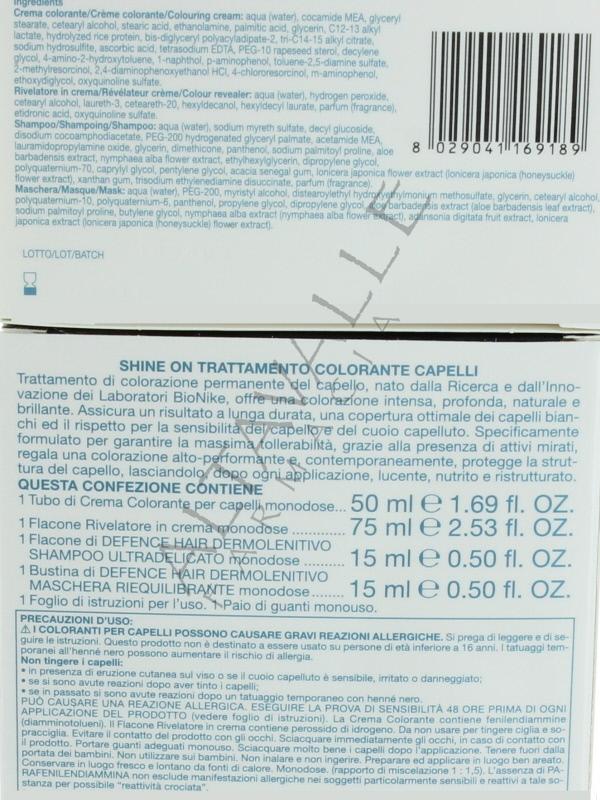 Ingredients
Crema colorante/Crème colorante/Colouring cream: aqua (water), cocamide MEA, glyceryl
stearate, cetearyl alcohol, stearic acid, ethanolamine, palmitic acid, glycerin, C12-13 alkyl
lactate, hydrolyzed rice protein, bis-diglyceryl polyacyladipate-2, tri-C14-15 alkyl citrate,
sodium hydrosulfite, ascorbic acid, tetrasodium EDTA, PEG-10 rapeseed sterol, decylene
glycol, 4-amino-2-hydroxytoluene, 1-naphthol, p-aminophenol, toluene-2,5-diamine sulfate,
2-methylresorcinol, 2,4-diaminophenoxyethanol HCl, 4-chlororesorcinol, m-aminophenol,
ethoxydiglycol, oxyquinoline sulfate.
Rivelatore in crema/Révélateur crème/Colour revealer: aqua (water), hydrogen peroxide,
cetearyl alcohol, laureth-3, ceteareth-20, hexyldecanol, hexyldecyl laurate, parfum (fragrance),
etidronic acid, oxyquinoline sulfate.
Shampoo/Shampoing/Shampoo: aqua (water), sodium myreth sulfate, decyl glucoside,
disodium cocoamphodiacetate, PEG-200 hydrogenated glyceryl palmate, acetamide MEA,
lauramidopropylamine oxide, glycerin, dimethicone, panthenol, sodium palmitoyl proline, aloe
barbadensis extract, nymphaea alba flower extract, ethylhexylglycerin, dipropylene glycol,
polyquaternium-70, caprylyl glycol, pentylene glycol, acacia senegal gum, lonicera japonica flower extract (lonicera japonica (honeysuckle)
flower extract), xanthan gum, trisodium ethylenediamine disuccinate, parfum (fragrance).
Maschera/Masque/Mask: aqua (water), PEG-200, myristyl alcohol, distearoylethyl hydroxyethylmonium methosulfate, glycerin, cetearyl alcohol,
polyquaternium-10, polyquaternium-6, panthenol, propylene glycol, dipropylene glycol, aloe barbadensis extract (aloe barbadensis leaf extract),
sodium palmitoyl proline, butylene glycol, nymphaea alba extract (nymphaea alba flower extract), adansonia digitata fruit extract, lonicera
japonica extract (lonicera japonica (honeysuckle) flower extract).
8 029041 169189
LOTTO/LOT/BATCH
ALTAVALLE
FARMACIA
SHINE ON TRATTAMENTO COLORANTE CAPELLI
Trattamento di colorazione permanente del capello, nato dalla Ricerca e dall'Inno-
vazione dei Laboratori BioNike, offre una colorazione intensa, profonda, naturale e
brillante. Assicura un risultato a lunga durata, una copertura ottimale dei capelli bian-
chi ed il rispetto per la sensibilità del capello e del cuoio capelluto. Specificamente
formulato per garantire la massima tollerabilità, grazie alla presenza di attivi mirati,
regala una colorazione alto-performante e, contemporaneamente, protegge la strut-
tura del capello, lasciandolo, dopo ogni applicazione, lucente, nutrito e ristrutturato.
QUESTA CONFEZIONE CONTIENE
1 Tubo di Crema Colorante per capelli monodose... 50 ml ℮ 1.69 fl. OZ.
1 Flacone Rivelatore in crema monodose ............ 75 ml ℮ 2.53 fl. OZ.
1 Flacone di DEFENCE HAIR DERMOLENITIVO
SHAMPOO ULTRADELICATO monodose .......... 15 ml ℮ 0.50 fl. OZ.
1 Bustina di DEFENCE HAIR DERMOLENITIVO
MASCHERA RIEQUILIBRANTE monodose ........ 15 ml ℮ 0.50 fl. OZ.
1 Foglio di istruzioni per l'uso. 1 Paio di guanti monouso.
PRECAUZIONI D'USO:
⚠ I COLORANTI PER CAPELLI POSSONO CAUSARE GRAVI REAZIONI ALLERGICHE. Si prega di leggere e di se-
guire le istruzioni. Questo prodotto non è destinato a essere usato su persone di età inferiore a 16 anni. I tatuaggi tem-
poranei all'henné nero possono aumentare il rischio di allergia.
Non tingere i capelli:
• in presenza di eruzione cutanea sul viso o se il cuoio capelluto è sensibile, irritato o danneggiato;
• se si sono avute reazioni dopo aver tinto i capelli;
• se in passato si sono avute reazioni dopo un tatuaggio temporaneo con henné nero.
PUÒ CAUSARE UNA REAZIONE ALLERGICA. ESEGUIRE LA PROVA DI SENSIBILITÀ 48 ORE PRIMA DI OGNI
APPLICAZIONE DEL PRODOTTO (vedere foglio di istruzioni). La Crema Colorante contiene fenilendiammine
(diamminotolueni). Il Flacone Rivelatore in crema contiene perossido di idrogeno. Da non usare per tingere ciglia e so-
pracciglia. Evitare il contatto del prodotto con gli occhi. Sciacquare immediatamente gli occhi, in caso di contatto con
il prodotto. Portare guanti adeguati monouso. Sciacquare molto bene i capelli dopo l'applicazione. Tenere fuori dalla
portata dei bambini. Non utilizzare sui bambini. Non inalare e non ingerire. Preparare ed applicare in luogo ben areato.
Conservare in luogo fresco e lontano da fonti di calore. Monodose. (rapporto di miscelazione 1 : 1,5). L'assenza di PA-
RAFENILENDIAMMINA non esclude manifestazioni allergiche nei soggetti particolarmente sensibili e reattivi a tale so-
stanza per possibile "reattività crociata".